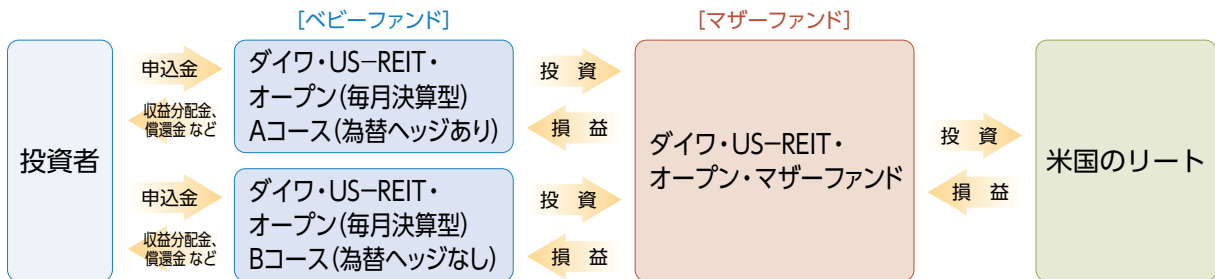 [ベビーファンド]
[マザーファンド]
投資者
申込金
収益分配金、
償還金 など
ダイワ・US−REIT・
オープン(毎月決算型)
Aコース(為替ヘッジあり)
投 資
損 益
申込金
収益分配金、
償還金 など
ダイワ・US−REIT・
オープン(毎月決算型)
Bコース(為替ヘッジなし)
投 資
損 益
ダイワ・US−REIT・
オープン・マザーファンド
投 資
損 益
米国のリート